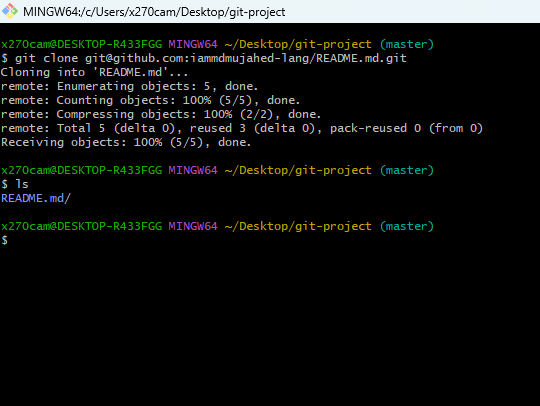 MINGW64:/c/Users/x270cam/Desktop/git-project
x270cam@DESKTOP-R433FGG MINGW64 ~/Desktop/git-project (master)
$ git clone git@github.com:iammdmujahed-lang/README.md.git
Cloning into 'README.md'...
remote: Enumerating objects: 5, done.
remote: Counting objects: 100% (5/5), done.
remote: Compressing objects: 100% (2/2), done.
remote: Total 5 (delta 0), reused 3 (delta 0), pack-reused 0 (from 0)
Receiving objects: 100% (5/5), done.
x270cam@DESKTOP-R433FGG MINGW64 ~/Desktop/git-project (master)
$ ls
README.md/
x270cam@DESKTOP-R433FGG MINGW64 ~/Desktop/git-project (master)
$